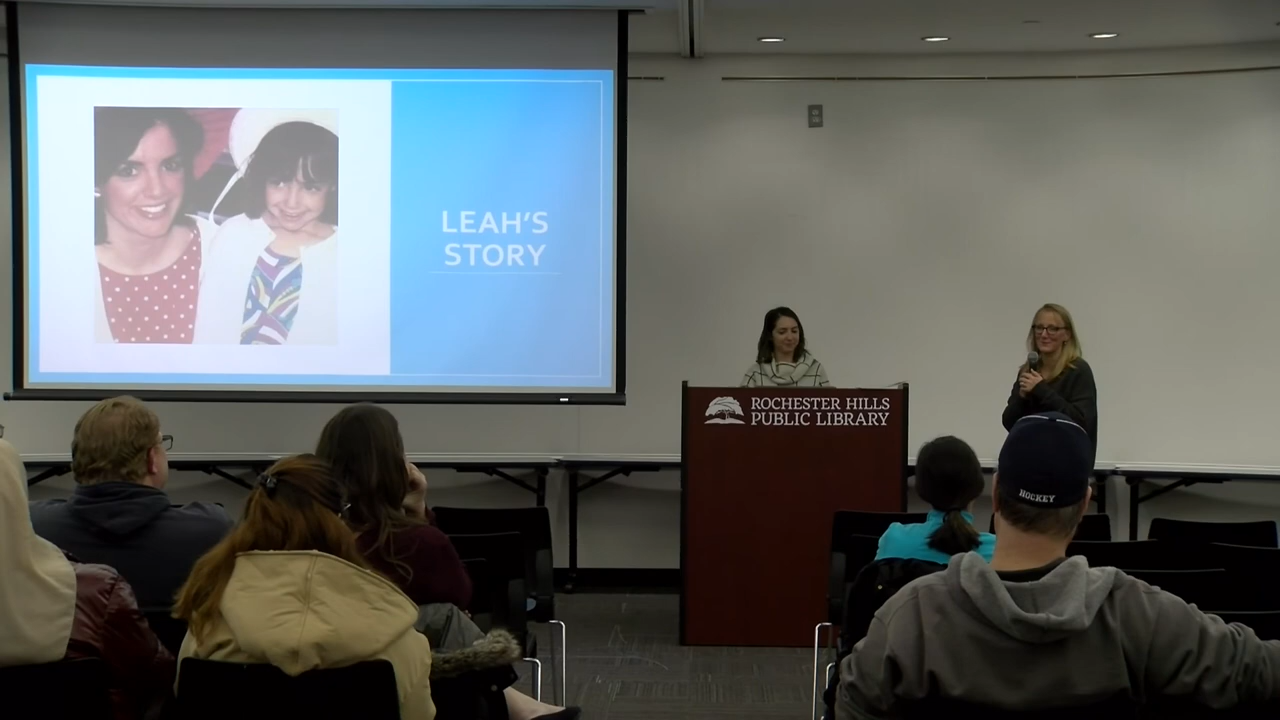 LEAH'S
STORY
ROCHESTER HILLS
PUBLIC LIBRARY
HOCKEY